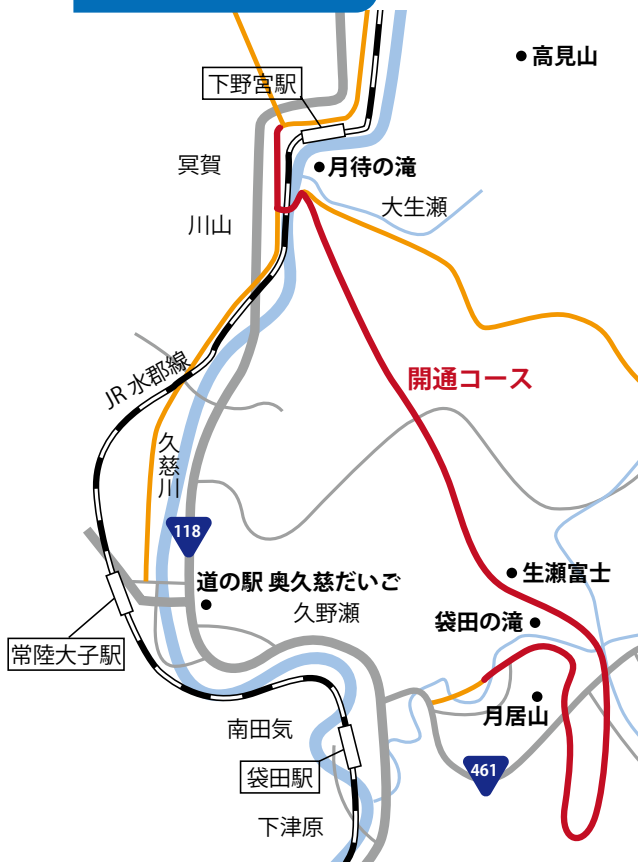 高見山
下野宮駅
冥賀
月待の滝
大生瀬
川山
JR 水郡線
開通コース
久慈川
118
生瀬富士
道の駅 奥久慈だいご
久野瀬
袋田の滝
常陸大子駅
月居山
南田気
461
袋田駅
下津原